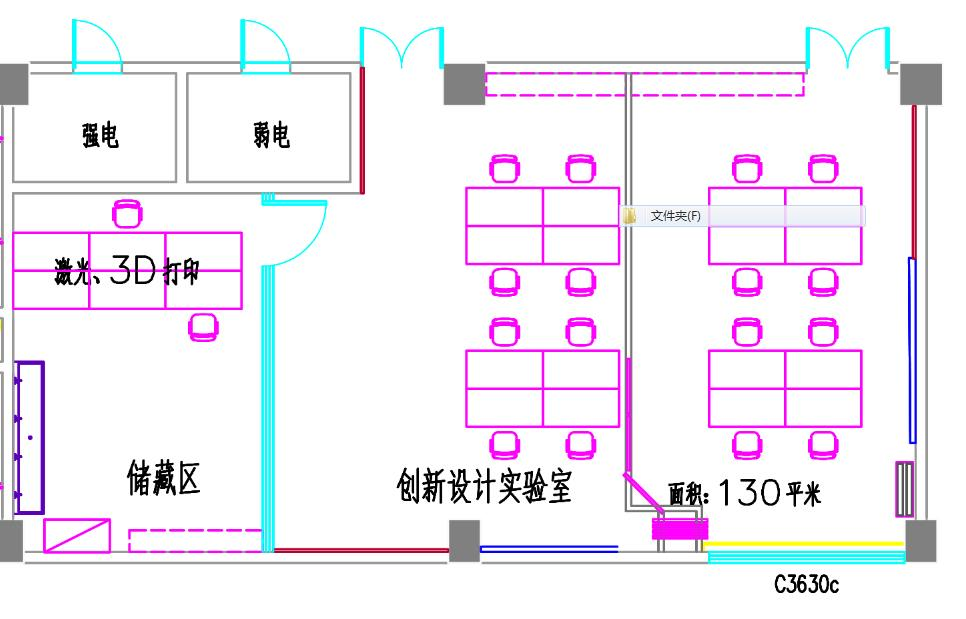 强电
弱电
文件夹(F)
激光、3D打印
储藏区
创新设计实验室
面积：130平米
C3630c